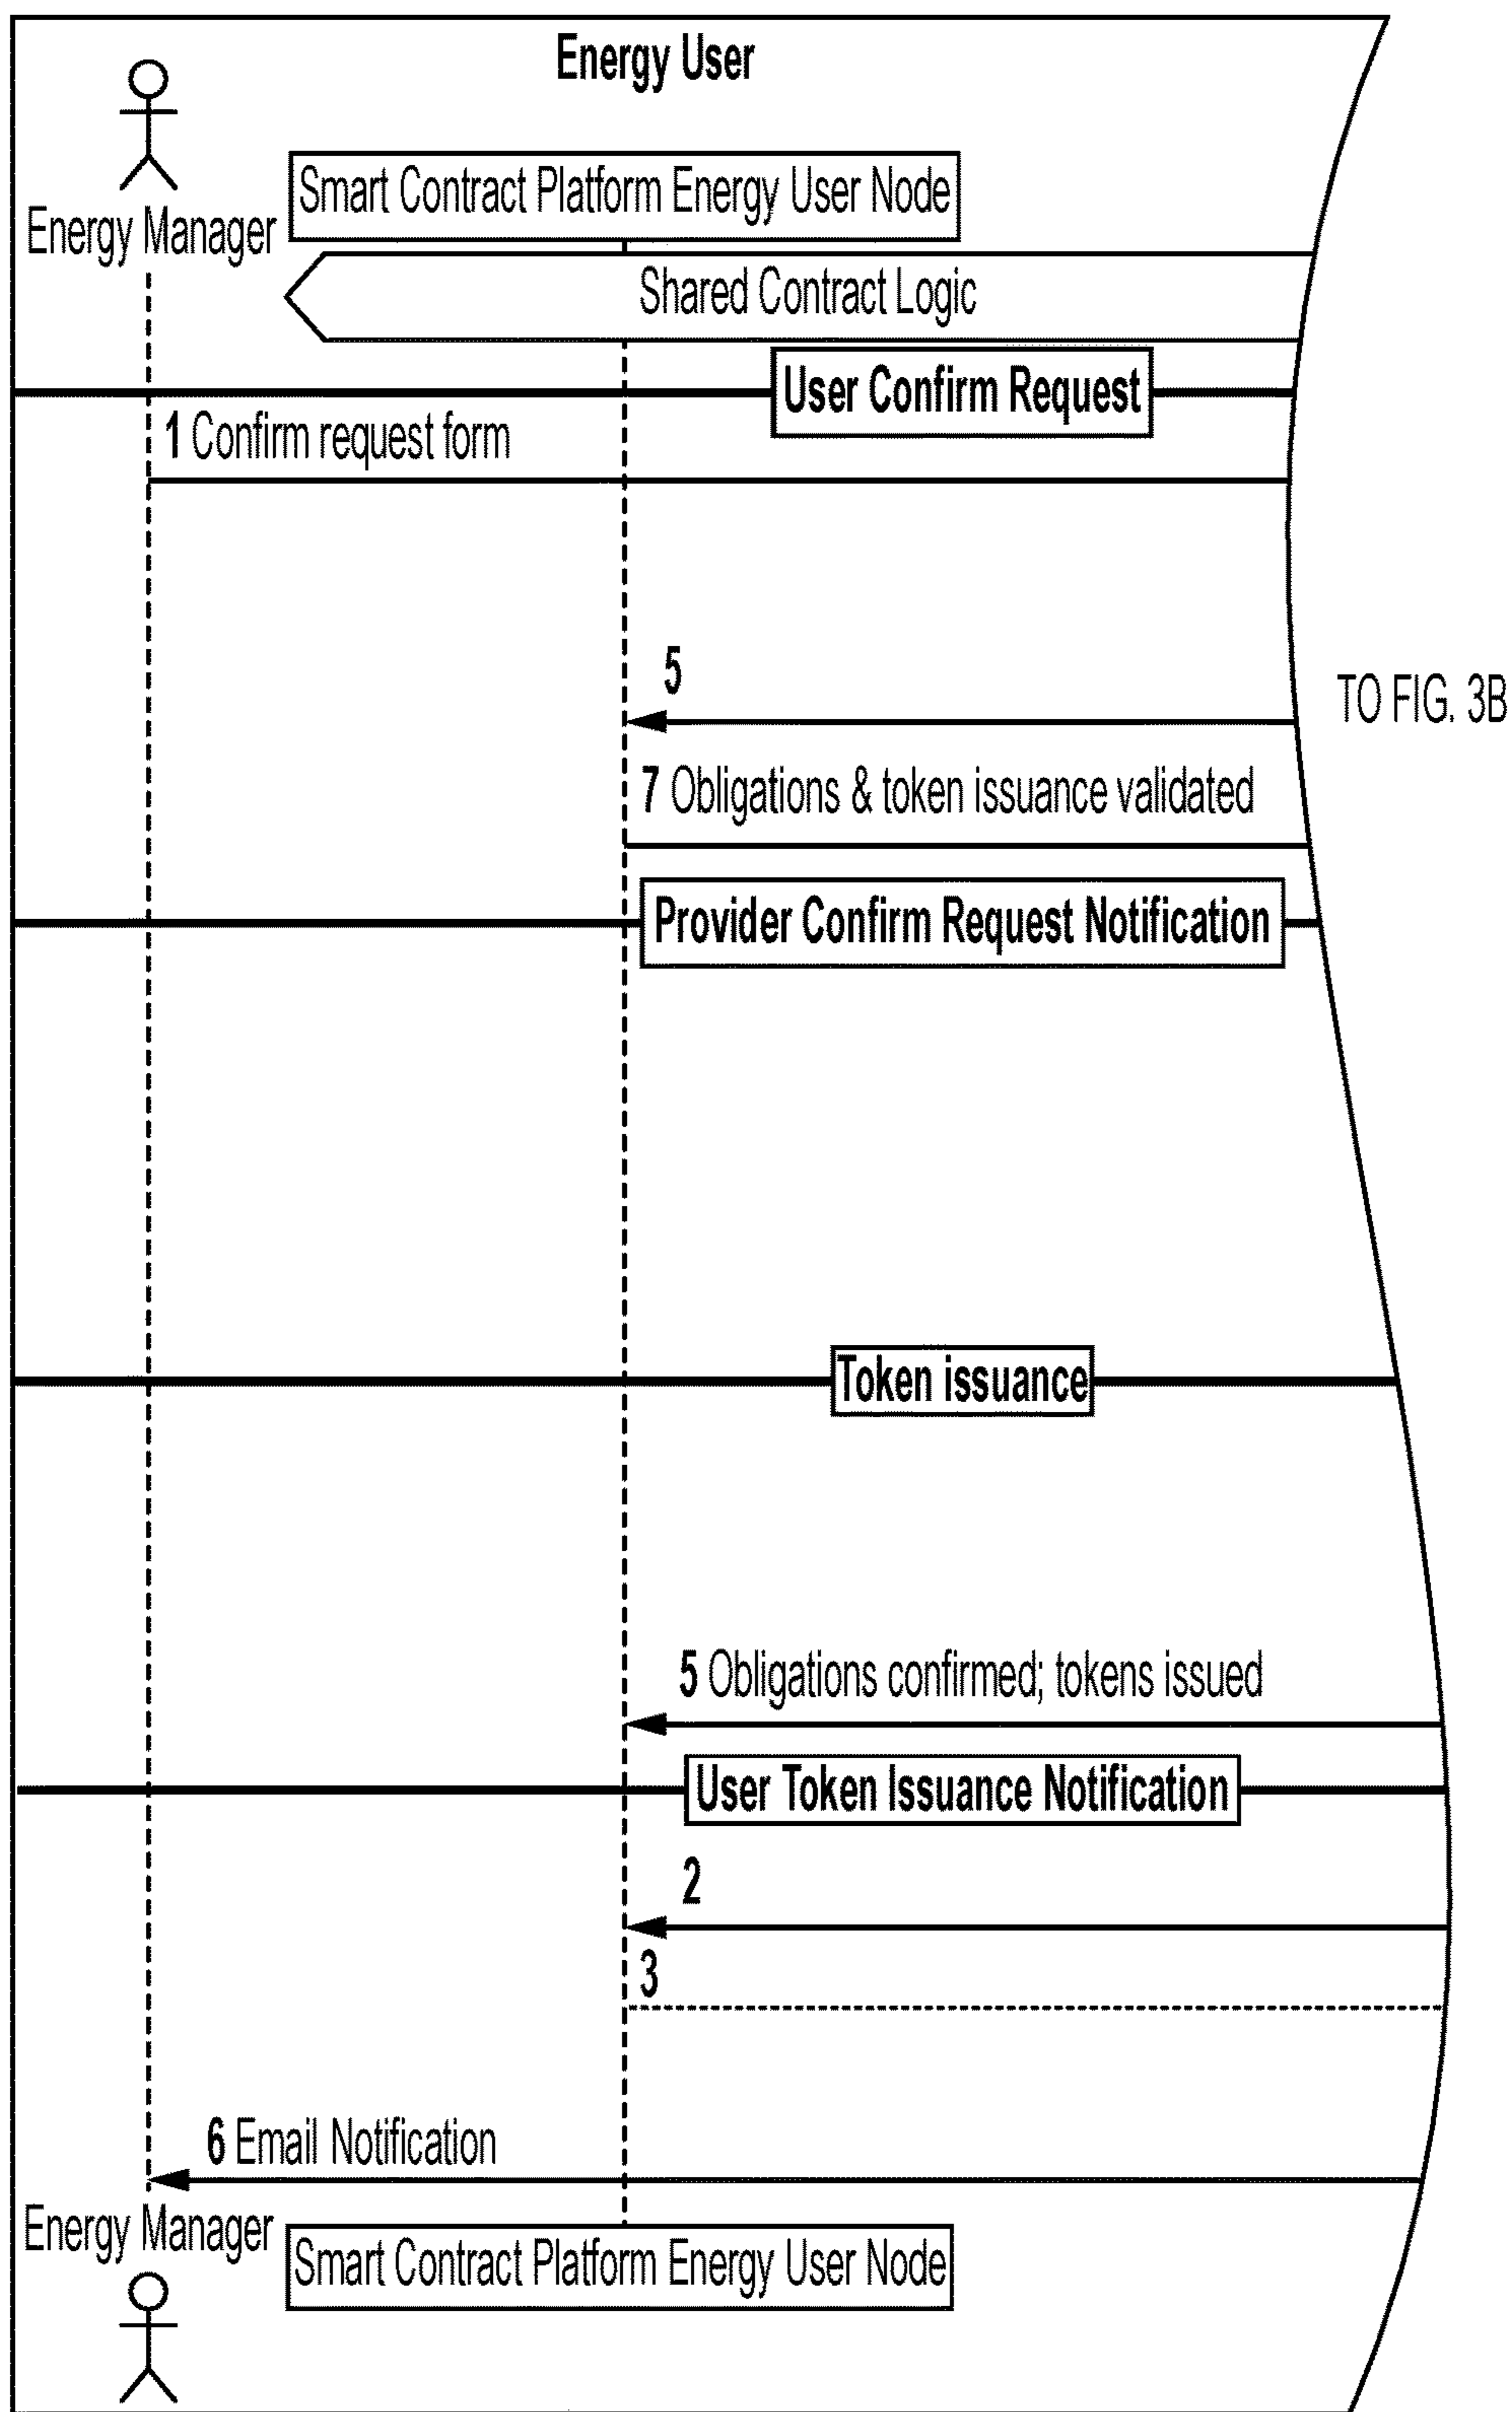 Energy User
Energy Manager
Smart Contract Platform Energy User Node
Shared Contract Logic
User Confirm Request
1 Confirm request form
5
TO FIG. 3B
7 Obligations & token issuance validated
Provider Confirm Request Notification
Token issuance
5 Obligations confirmed; tokens issued
User Token Issuance Notification
2
3
6 Email Notification
Energy Manager
Smart Contract Platform Energy User Node